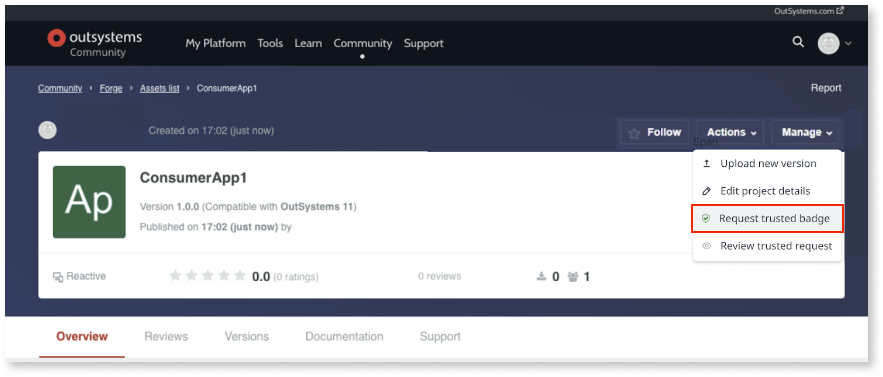 OutSystems.com
outsystems
Community
My Platform Tools Learn Community Support
Community › Forge › Assets list › ConsumerApp1
Report
Created on 17:02 (just now)
Follow
Actions
Manage
Ap
ConsumerApp1
Version 1.0.0 (Compatible with OutSystems 11)
Published on 17:02 (just now) by
Upload new version
Edit project details
Request trusted badge
Review trusted request
Reactive
0.0 (0 ratings)
0 reviews
0
1
Overview Reviews Versions Documentation Support